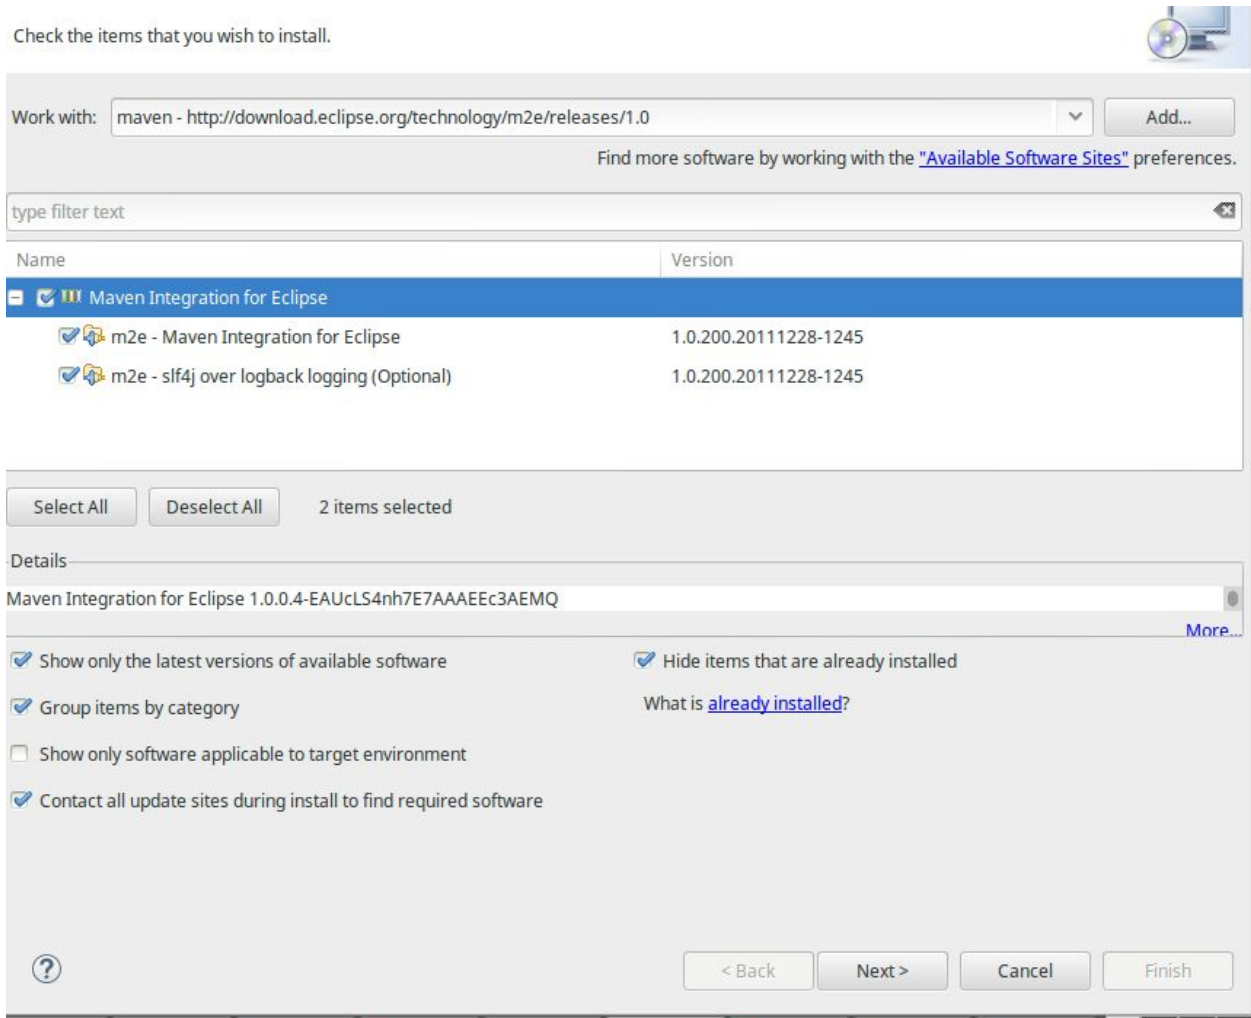 Check the items that you wish to install.
Work with: maven - http://download.eclipse.org/technology/m2e/releases/1.0 Add...
Find more software by working with the "Available Software Sites" preferences.
type filter text
Name Version
Maven Integration for Eclipse
m2e - Maven Integration for Eclipse 1.0.200.20111228-1245
m2e - slf4j over logback logging (Optional) 1.0.200.20111228-1245
Select All Deselect All 2 items selected
Details
Maven Integration for Eclipse 1.0.0.4-EAUcLS4nh7E7AAAEEc3AEMQ
More...
Show only the latest versions of available software Hide items that are already installed
Group items by category What is already installed?
Show only software applicable to target environment
Contact all update sites during install to find required software
? < Back Next > Cancel Finish